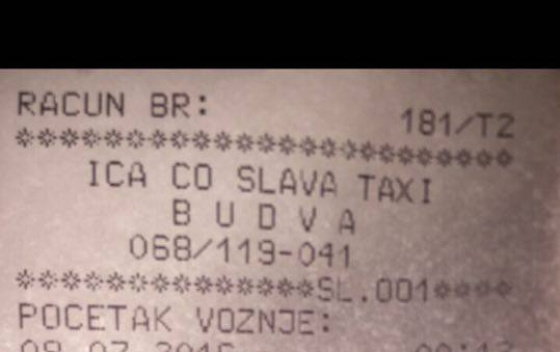 RACUN BR: 181/T2
************************
ICA CO SLAVA TAXI
B U D V A
068/119-041
***************SL.001****
POCETAK VOZNJE: